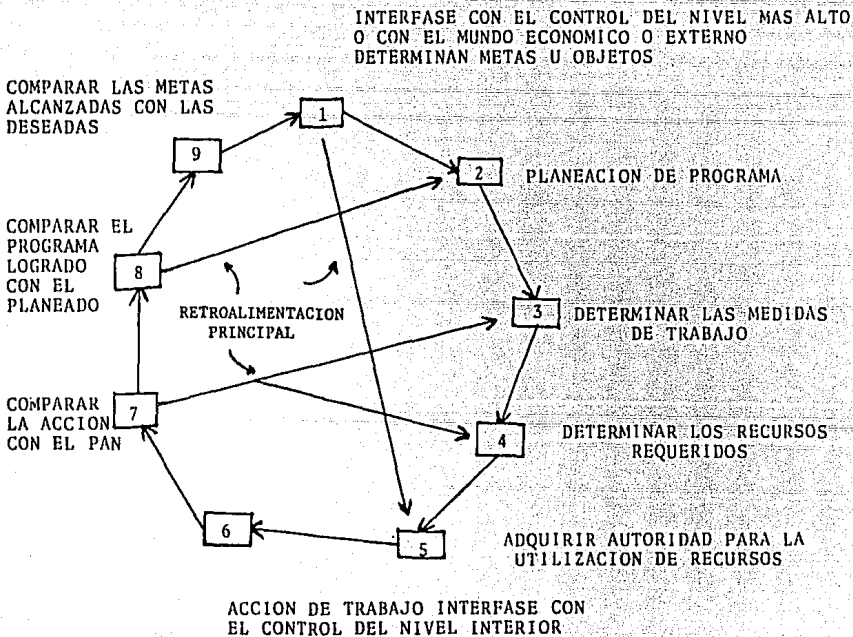 INTERFASE CON EL CONTROL DEL NIVEL MAS ALTO
O CON EL MUNDO ECONOMICO O EXTERNO
DETERMINAN METAS U OBJETOS
COMPARAR LAS METAS
ALCANZADAS CON LAS
DESEADAS
1
9
2
PLANEACION DE PROGRAMA
COMPARAR EL
PROGRAMA
LOGRADO
CON EL
PLANEADO
8
RETROALIMENTACION
PRINCIPAL
3
DETERMINAR LAS MEDIDAS
DE TRABAJO
COMPARAR
LA ACCION
CON EL PAN
7
4
DETERMINAR LOS RECURSOS
REQUERIDOS
6
5
ADQUIRIR AUTORIDAD PARA LA
UTILIZACION DE RECURSOS
ACCION DE TRABAJO INTERFASE CON
EL CONTROL DEL NIVEL INTERIOR